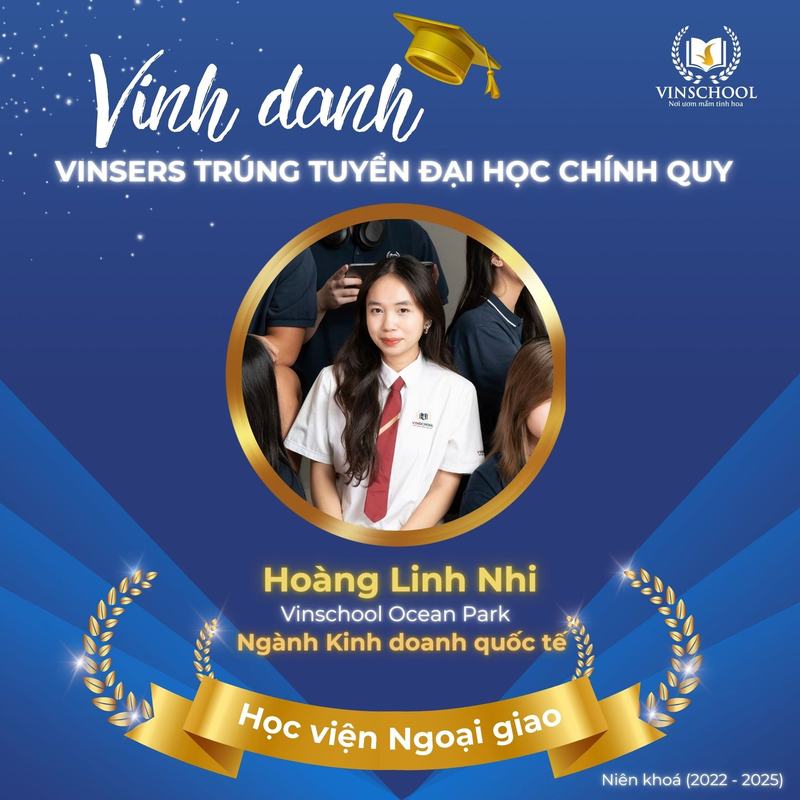 Vinh danh
VINSCHOOL
Nơi ươm mầm tinh hoa
VINSERS TRÚNG TUYỂN ĐẠI HỌC CHÍNH QUY
VINSCHOOL
Hoàng Linh Nhi
Vinschool Ocean Park
Ngành Kinh doanh quốc tế
Học viện Ngoại giao
Niên khoá (2022 - 2025)